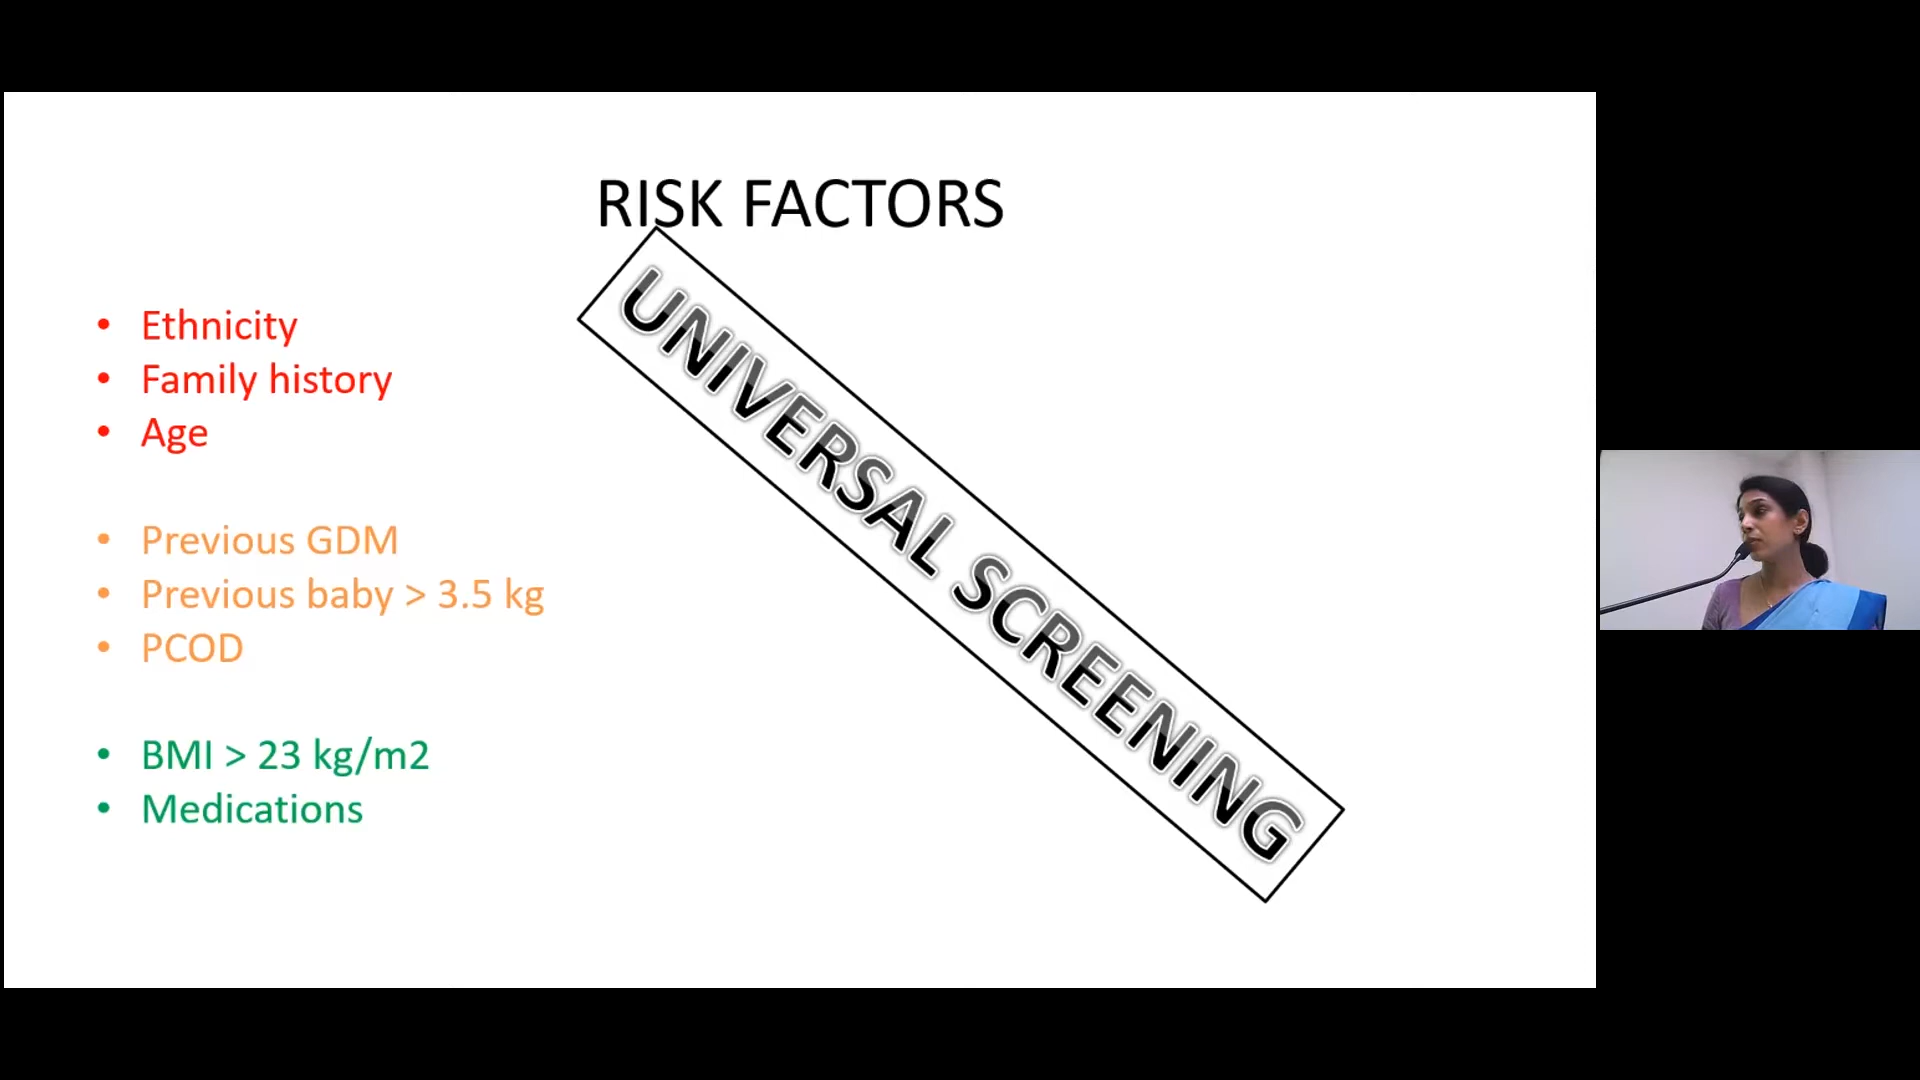 RISK FACTORS
• Ethnicity
• Family history
• Age
• Previous GDM
• Previous baby > 3.5 kg
• PCOD
• BMI > 23 kg/m2
• Medications
UNIVERSAL SCREENING